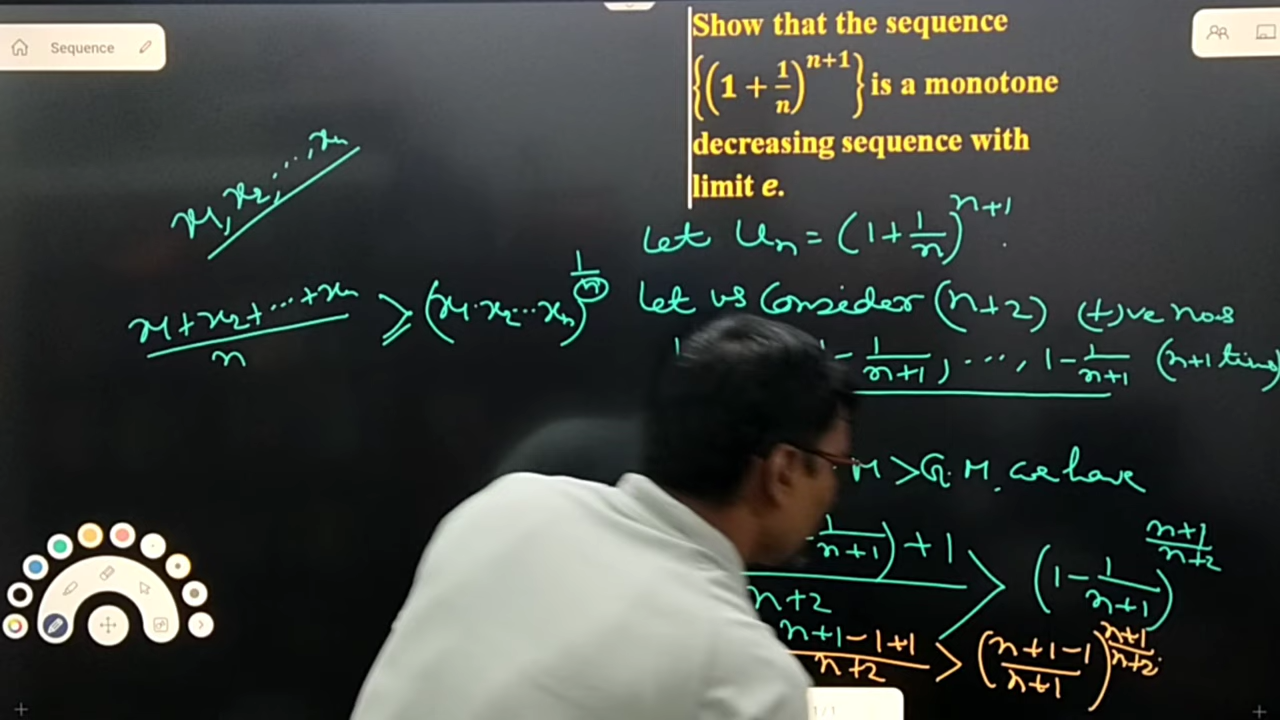 Sequence
Show that the sequence
{(1 + 1/n)^(n+1)} is a monotone
decreasing sequence with
limit e.
x1, x2, ..., xn
(x1 + x2 + ... + xn)/n ≥ (x1 · x2 ... xn)^(1/n)
Let Un = (1 + 1/n)^(n+1).
Let us Consider (n+2) (+)ve nos
1 - 1/(n+1), ..., 1 - 1/(n+1) (n+1 times)
M > G.M. we have
1/(n+1)) + 1 / n+2 > (1 - 1/(n+1))^((n+1)/(n+2))
(n+1-1+1)/(n+2) > ((n+1-1)/(n+1))^((n+1)/(n+2))
1/1